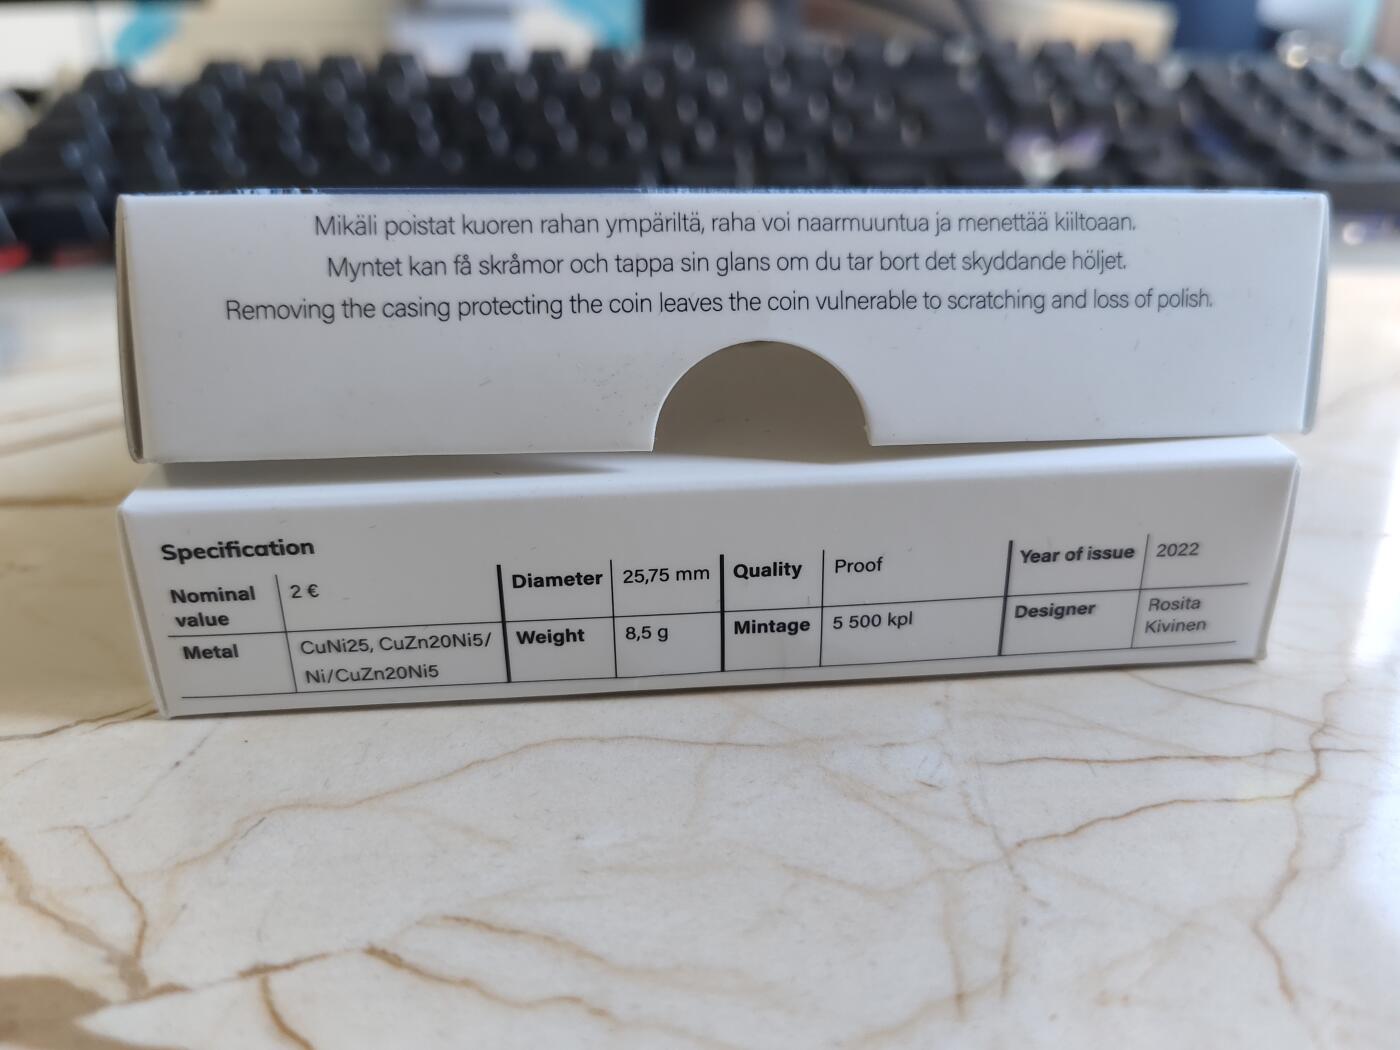 Mikäli poistat kuoren rahan ympäriltä, raha voi naarmuuntua ja menettää kiiltoaan.
Myntet kan få skråmor och tappa sin glans om du tar bort det skyddande höljet.
Removing the casing protecting the coin leaves the coin vulnerable to scratching and loss of polish.
Specification
Nominal value 2 €
Metal CuNi25, CuZn20Ni5/
Ni/CuZn20Ni5
Diameter 25,75 mm
Weight 8,5 g
Quality Proof
Mintage 5 500 kpl
Year of issue 2022
Designer Rosita
Kivinen